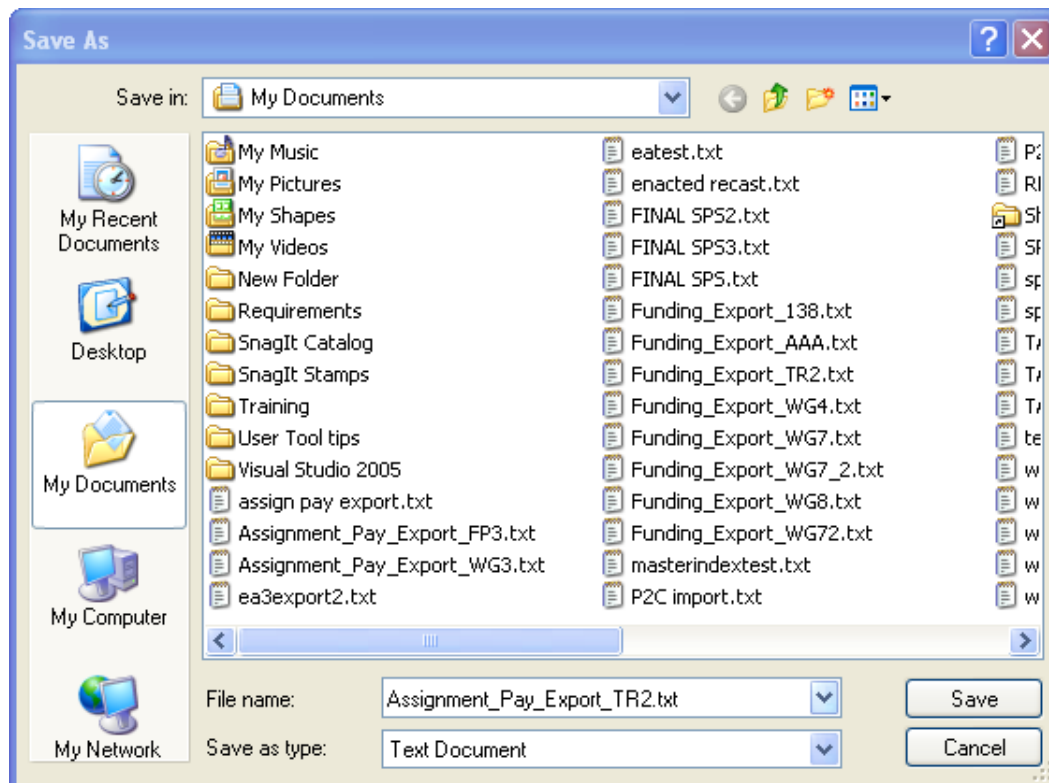 Save As
Save in:
My Documents
My Recent
Documents
Desktop
My Documents
My Computer
My Network
My Music
My Pictures
My Shapes
My Videos
New Folder
Requirements
SnagIt Catalog
SnagIt Stamps
Training
User Tool tips
Visual Studio 2005
assign pay export.txt
Assignment_Pay_Export_FP3.txt
Assignment_Pay_Export_WG3.txt
ea3export2.txt
eatest.txt
enacted recast.txt
FINAL SPS2.txt
FINAL SPS3.txt
FINAL SPS.txt
Funding_Export_138.txt
Funding_Export_AAA.txt
Funding_Export_TR2.txt
Funding_Export_WG4.txt
Funding_Export_WG7.txt
Funding_Export_WG7_2.txt
Funding_Export_WG8.txt
Funding_Export_WG72.txt
masterindextest.txt
P2C import.txt
File name:
Assignment_Pay_Export_TR2.txt
Save
Save as type:
Text Document
Cancel